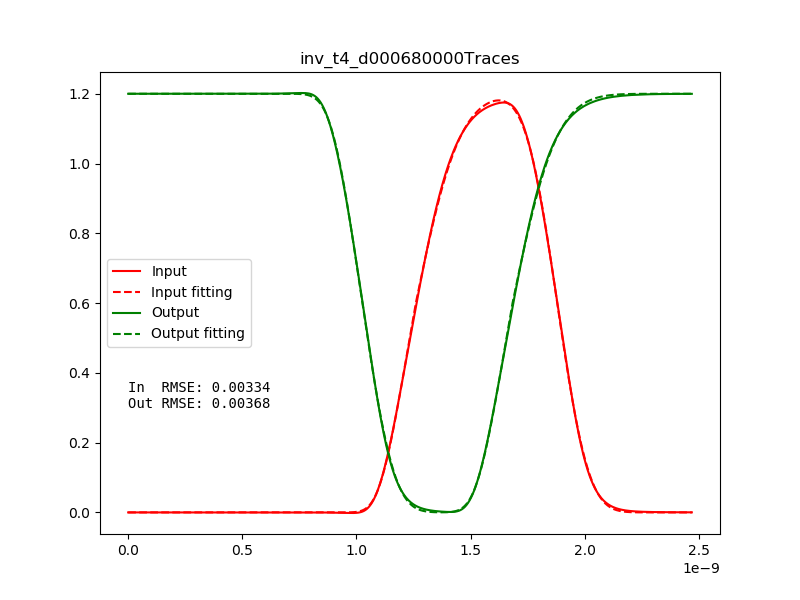 inv_t4_d000680000Traces
1.2
1.0
0.8
0.6
0.4
0.2
0.0
Input
Input fitting
Output
Output fitting
In  RMSE: 0.00334
Out RMSE: 0.00368
0.0 0.5 1.0 1.5 2.0 2.5
1e−9